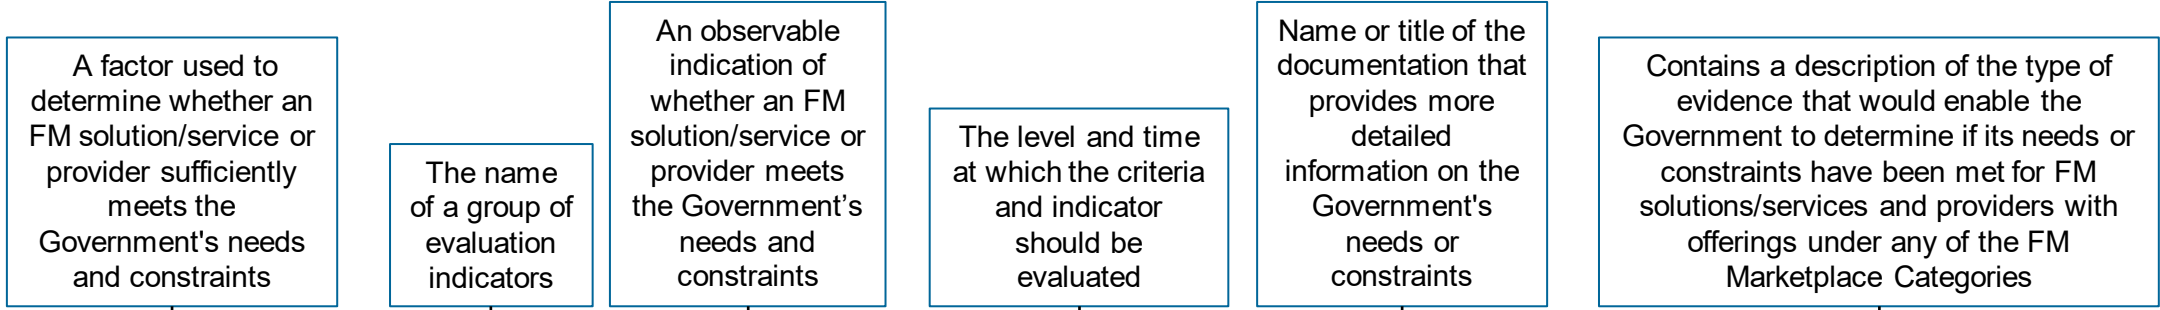 A factor used to
determine whether an
FM solution/service or
provider sufficiently
meets the
Government's needs
and constraints
The name
of a group of
evaluation
indicators
An observable
indication of
whether an FM
solution/service or
provider meets
the Government’s
needs and
constraints
The level and time
at which the criteria
and indicator
should be
evaluated
Name or title of the
documentation that
provides more
detailed
information on the
Government's
needs or
constraints
Contains a description of the type of
evidence that would enable the
Government to determine if its needs or
constraints have been met for FM
solutions/services and providers with
offerings under any of the FM
Marketplace Categories